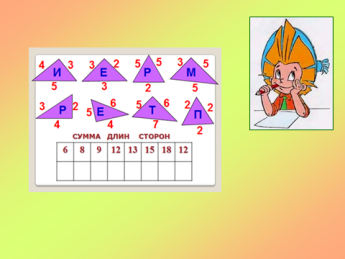 4 3 3 2 5 5 3 5
И Е Р М
5 3 2 5
3 2 5 6 5 6 2 2
Р Е Т П
4 4 7 2
СУММА ДЛИН СТОРОН
6 8 9 12 13 15 18 12